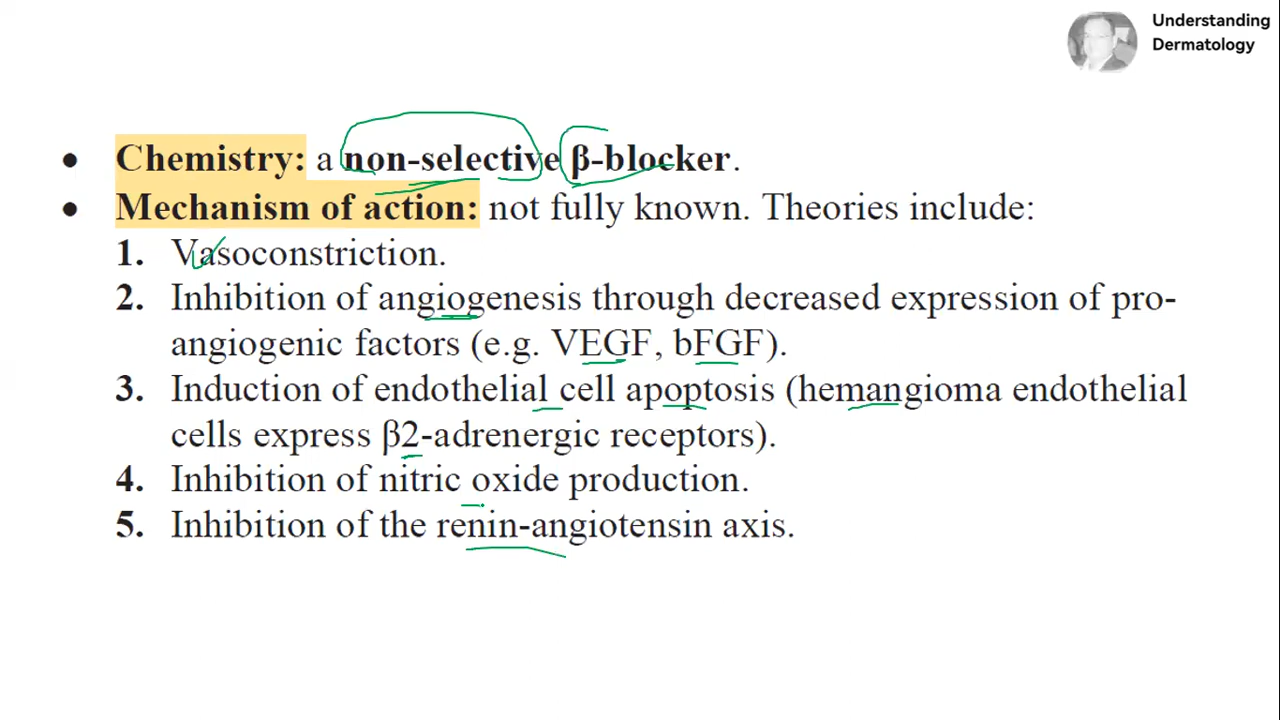 Understanding
Dermatology
• Chemistry: a non-selective β-blocker.
• Mechanism of action: not fully known. Theories include:
1. Vasoconstriction.
2. Inhibition of angiogenesis through decreased expression of pro-
angiogenic factors (e.g. VEGF, bFGF).
3. Induction of endothelial cell apoptosis (hemangioma endothelial
cells express β2-adrenergic receptors).
4. Inhibition of nitric oxide production.
5. Inhibition of the renin-angiotensin axis.